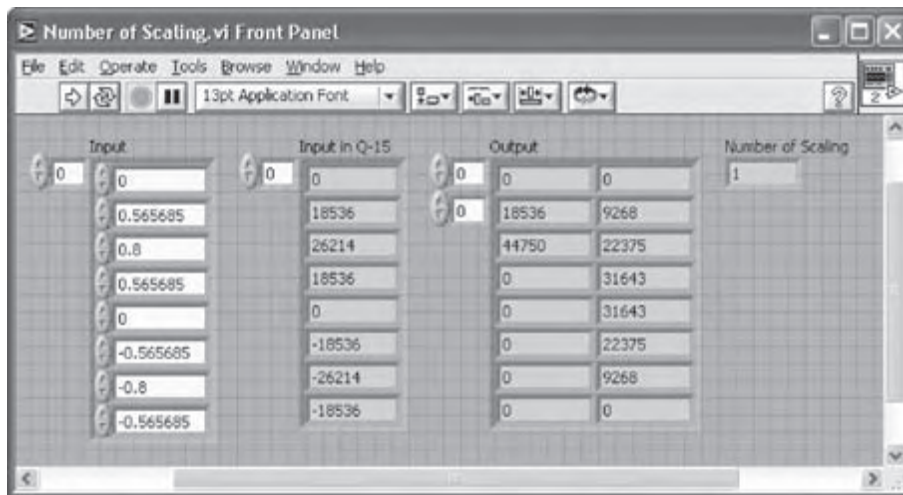 Number of Scaling.vi Front Panel
File Edit Operate Tools Browse Window Help
13pt Application Font
2
Input Input in Q-15 Output Number of Scaling
0 0 0 0 0 0 0 1
0.565685 18536 0 18536 9268
0.8 26214 44750 22375
0.565685 18536 0 31643
0 0 0 31643
-0.565685 -18536 0 22375
-0.8 -26214 0 9268
-0.565685 -18536 0 0